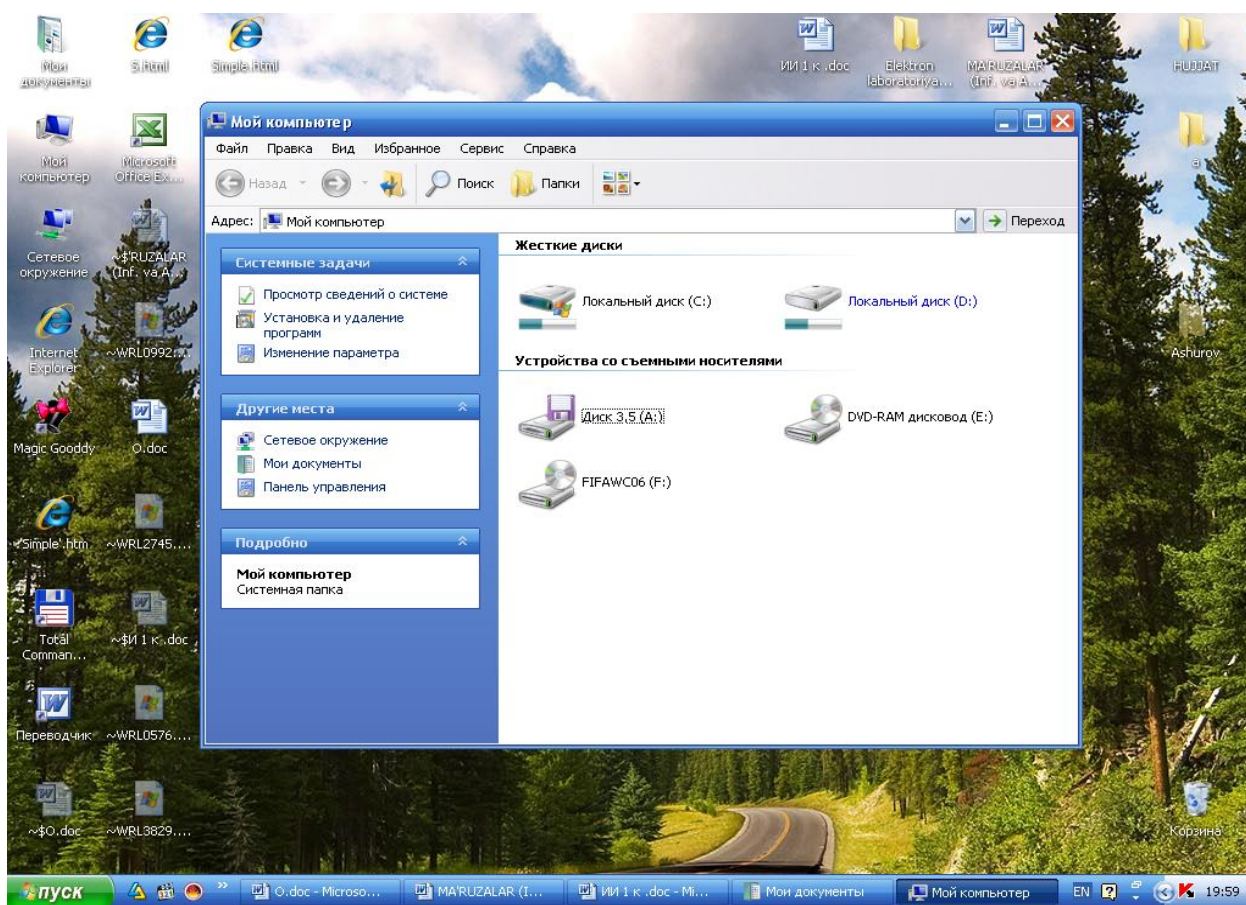 Мои документы
S.html
Simple.html
ИИ 1 к .doc
Elektron laboratoriya...
MA'RUZALAR (Inf. va A...
HUJJAT
Мой компьютер
Microsoft Office Ex...
а
Сетевое окружение
~$'RUZALAR (Inf. va A...)
Internet Explorer
~WRL0992....
Ashurov
Magic Gooddy
O.doc
'Simple'.htm
~WRL2745....
Total Comman...
~$И 1 к .doc
Переводчик
~WRL0576....
~$O.doc
~WRL3829....
Корзина
Мой компьютер
Файл Правка Вид Избранное Сервис Справка
Назад Поиск Папки
Адрес: Мой компьютер Переход
Системные задачи
Просмотр сведений о системе
Установка и удаление
программ
Изменение параметра
Другие места
Сетевое окружение
Мои документы
Панель управления
Подробно
Мой компьютер
Системная папка
Жесткие диски
Локальный диск (C:) Локальный диск (D:)
Устройства со съемными носителями
Диск 3,5 (A:) DVD-RAM дисковод (E:)
FIFAWC06 (F:)
пуск » O.doc - Microso... MA'RUZALAR (I... ИИ 1 к .doc - Mi... Мои документы Мой компьютер EN 19:59